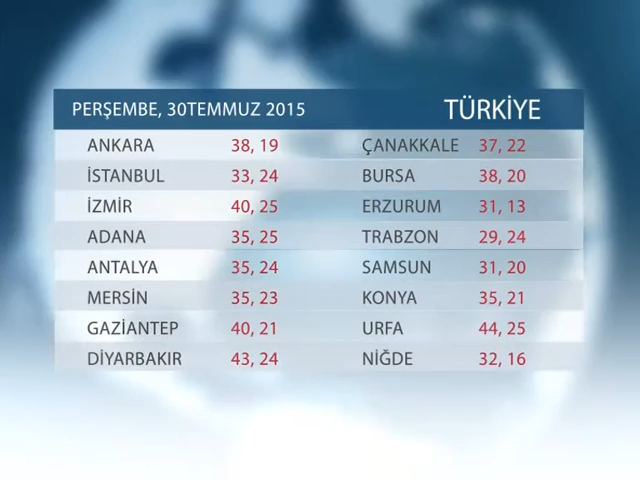 PERŞEMBE, 30TEMMUZ 2015 TÜRKİYE
ANKARA 38, 19 ÇANAKKALE 37, 22
İSTANBUL 33, 24 BURSA 38, 20
İZMİR 40, 25 ERZURUM 31, 13
ADANA 35, 25 TRABZON 29, 24
ANTALYA 35, 24 SAMSUN 31, 20
MERSİN 35, 23 KONYA 35, 21
GAZİANTEP 40, 21 URFA 44, 25
DİYARBAKIR 43, 24 NİĞDE 32, 16